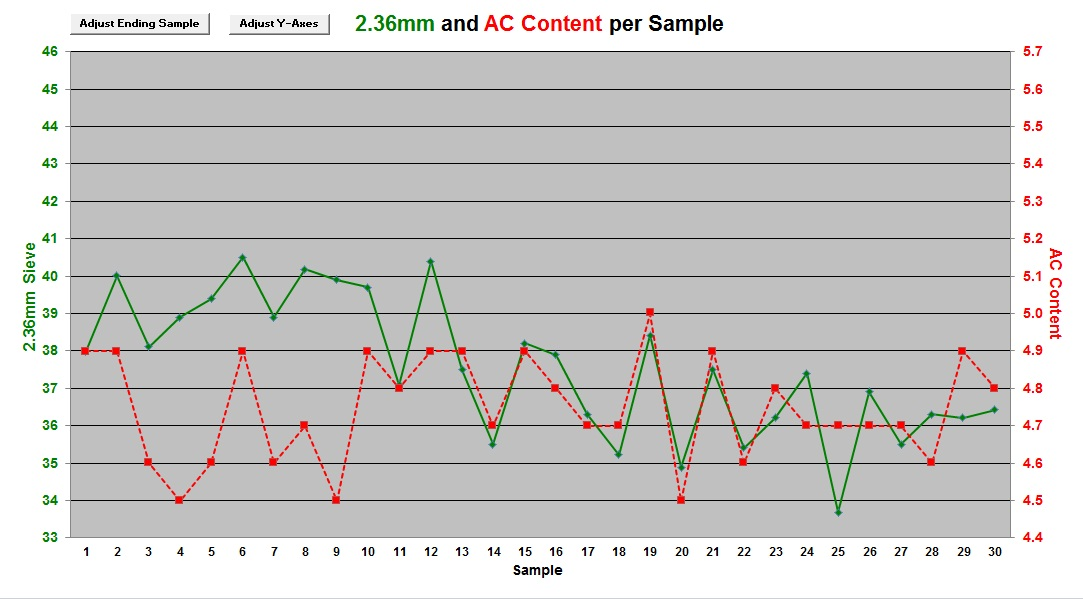 Adjust Ending Sample Adjust Y-Axes 2.36mm and AC Content per Sample
46 5.7
45 5.6
44 5.5
43 5.4
42 5.3
41 5.2
40 5.1
39 5.0
38 4.9
37 4.8
36 4.7
35 4.6
34 4.5
33 4.4
2.36mm Sieve
AC Content
1 2 3 4 5 6 7 8 9 10 11 12 13 14 15 16 17 18 19 20 21 22 23 24 25 26 27 28 29 30
Sample